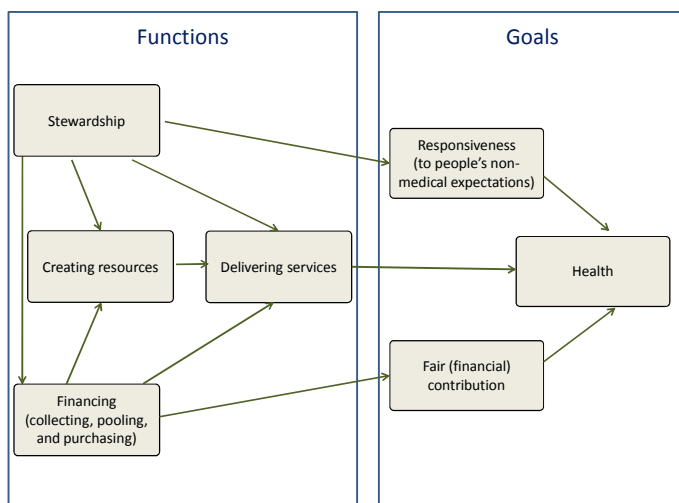 Functions
Goals
Stewardship
Responsiveness
(to people's non-
medical expectations)
Creating resources
Delivering services
Health
Fair (financial)
contribution
Financing
(collecting, pooling,
and purchasing)